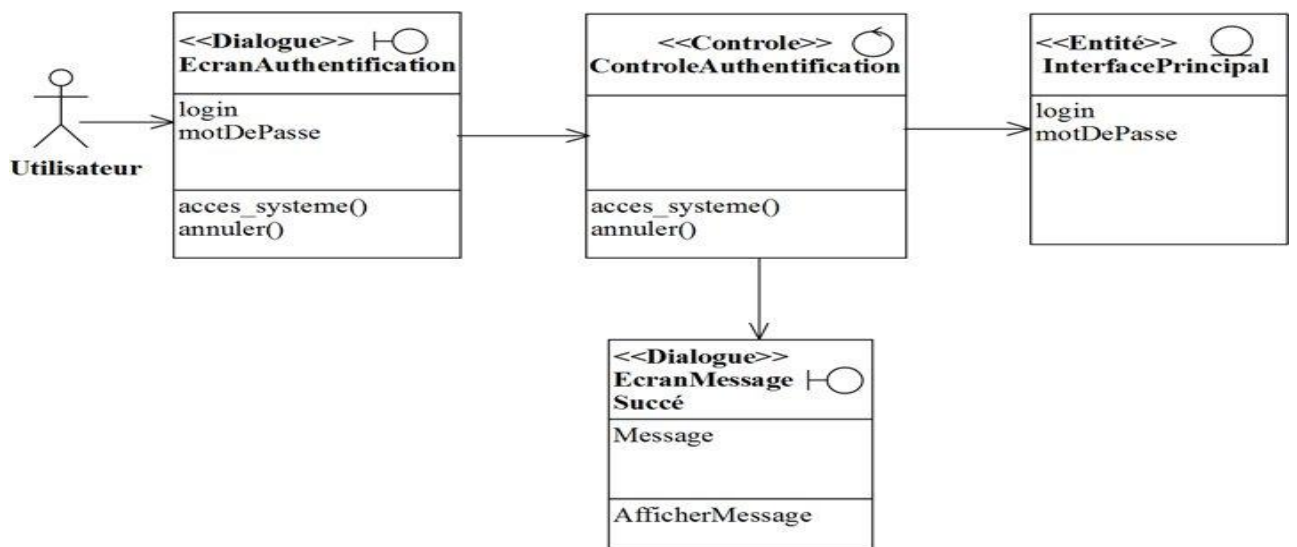 <<Dialogue>>
EcranAuthentification
login
motDePasse
acces_systeme()
annuler()
Utilisateur
<<Controle>>
ControleAuthentification
acces_systeme()
annuler()
<<Entité>>
InterfacePrincipal
login
motDePasse
<<Dialogue>>
EcranMessage
Succé
Message
AfficherMessage